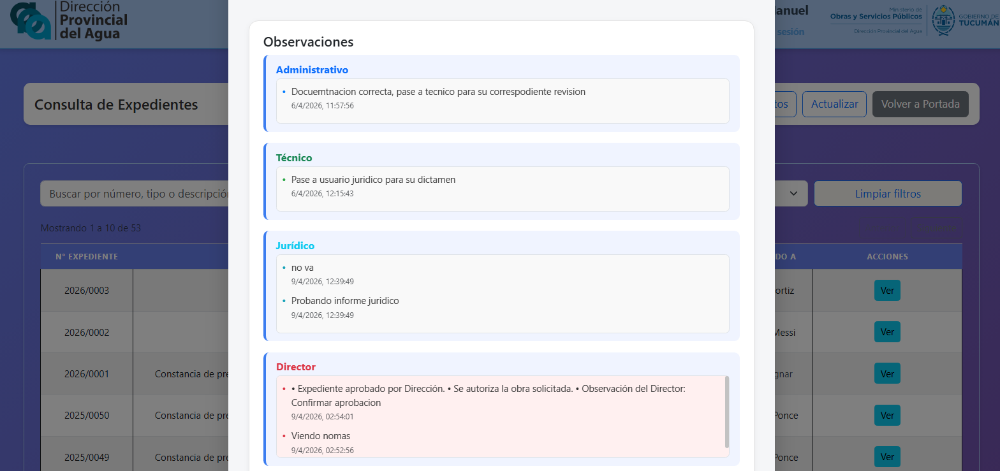 Dirección
Provincial
del Agua
anuel
sesión
Ministerio de
Obras y Servicios Públicos
Dirección Provincial del Agua
GOBIERNO DE
TUCUMÁN
Consulta de Expedientes
tos
Actualizar
Volver a Portada
Buscar por número, tipo o descripción
Limpiar filtros
Mostrando 1 a 10 de 53
N° EXPEDIENTE
DO A
ACCIONES
2026/0003
ortiz
Ver
2026/0002
Messi
Ver
2026/0001
Constancia de pre
gnar
Ver
2025/0050
Constancia de pre
Ponce
Ver
2025/0049
Constancia de pre
Ponce
Ver
Observaciones
Administrativo
• Docuemtnacion correcta, pase a tecnico para su correspodiente revision
6/4/2026, 11:57:56
Técnico
• Pase a usuario juridico para su dictamen
6/4/2026, 12:15:43
Jurídico
• no va
9/4/2026, 12:39:49
• Probando informe juridico
9/4/2026, 12:39:49
Director
• • Expediente aprobado por Dirección. • Se autoriza la obra solicitada. • Observación del Director:
Confirmar aprobacion
9/4/2026, 02:54:01
• Viendo nomas
9/4/2026, 02:52:56